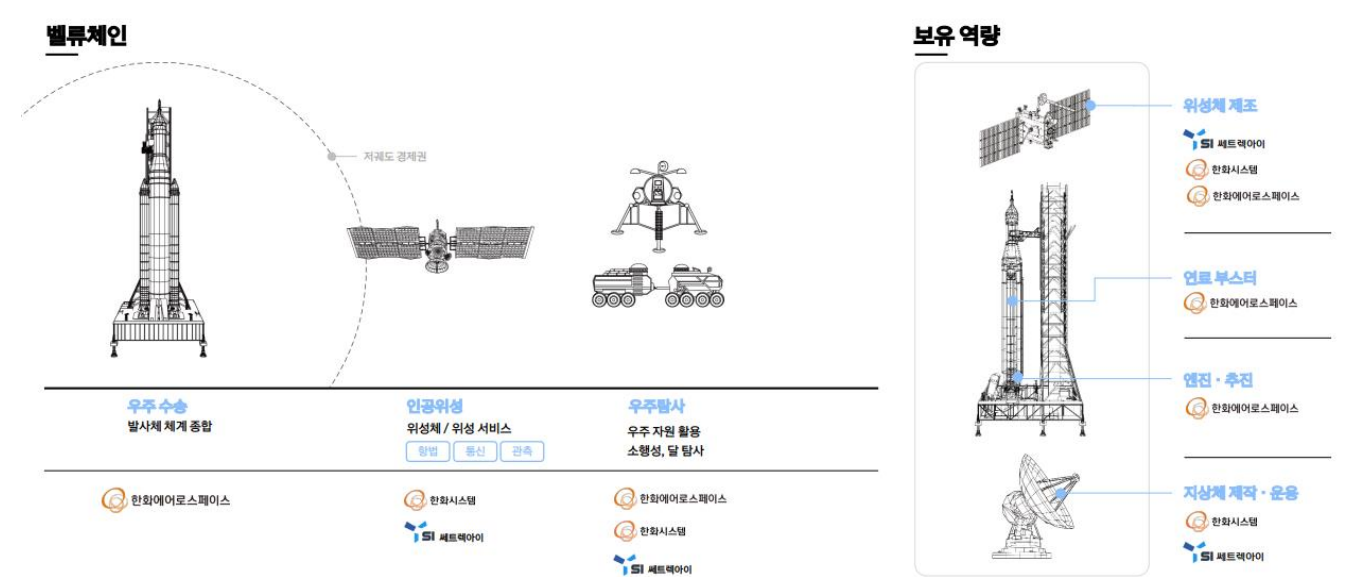 밸류체인
저궤도 경제권
우주 수송
발사체 체계 종합
한화에어로스페이스
인공위성
위성체 / 위성 서비스
항법 통신 관측
한화시스템
SI 쎄트렉아이
우주탐사
우주 자원 활용
소행성, 달 탐사
한화에어로스페이스
한화시스템
SI 쎄트렉아이
보유 역량
위성체 제조
SI 쎄트렉아이
한화시스템
한화에어로스페이스
연료 부스터
한화에어로스페이스
엔진 · 추진
한화에어로스페이스
지상체 제작 · 운용
한화시스템
SI 쎄트렉아이